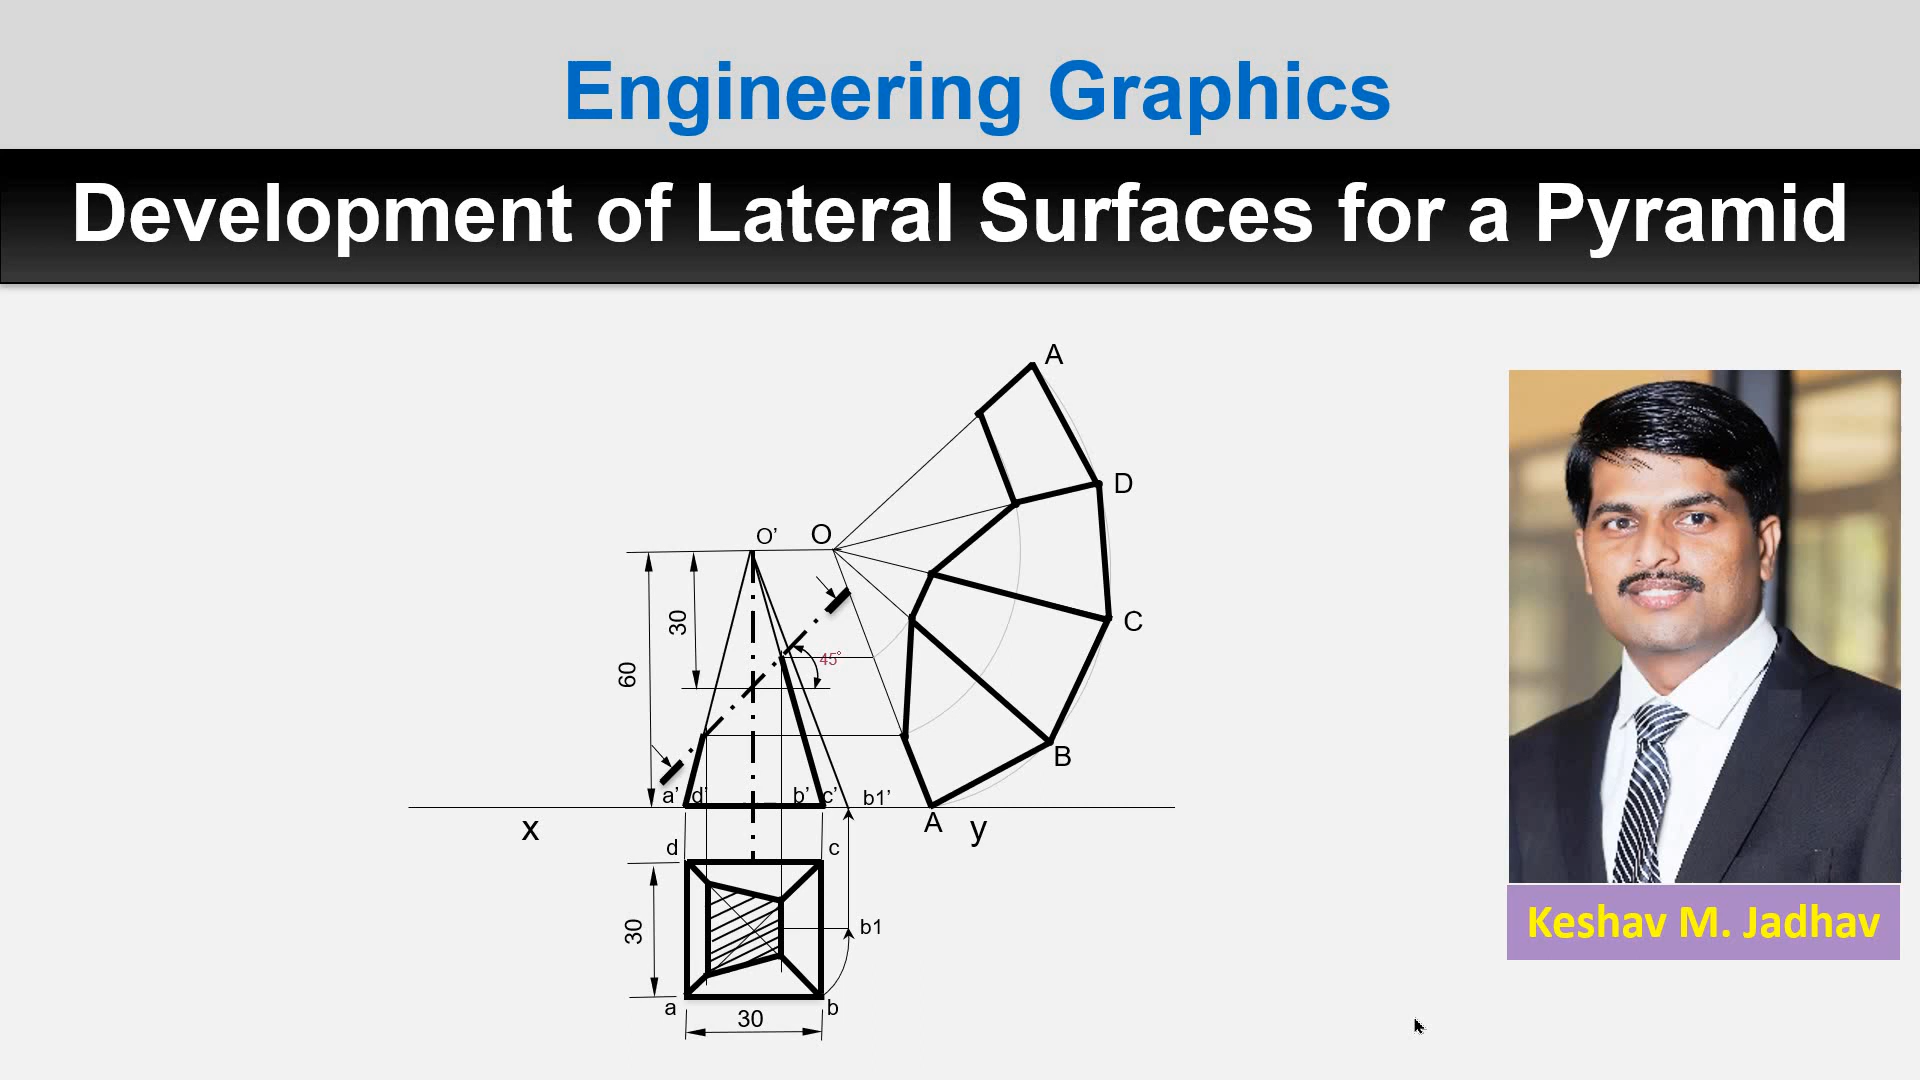 Engineering Graphics
Development of Lateral Surfaces for a Pyramid
A
D
O’
O
30
C
45°
60
B
a’ d’
b’ c’
b1’
A
x
y
d
c
30
b1
a
b
30
Keshav M. Jadhav